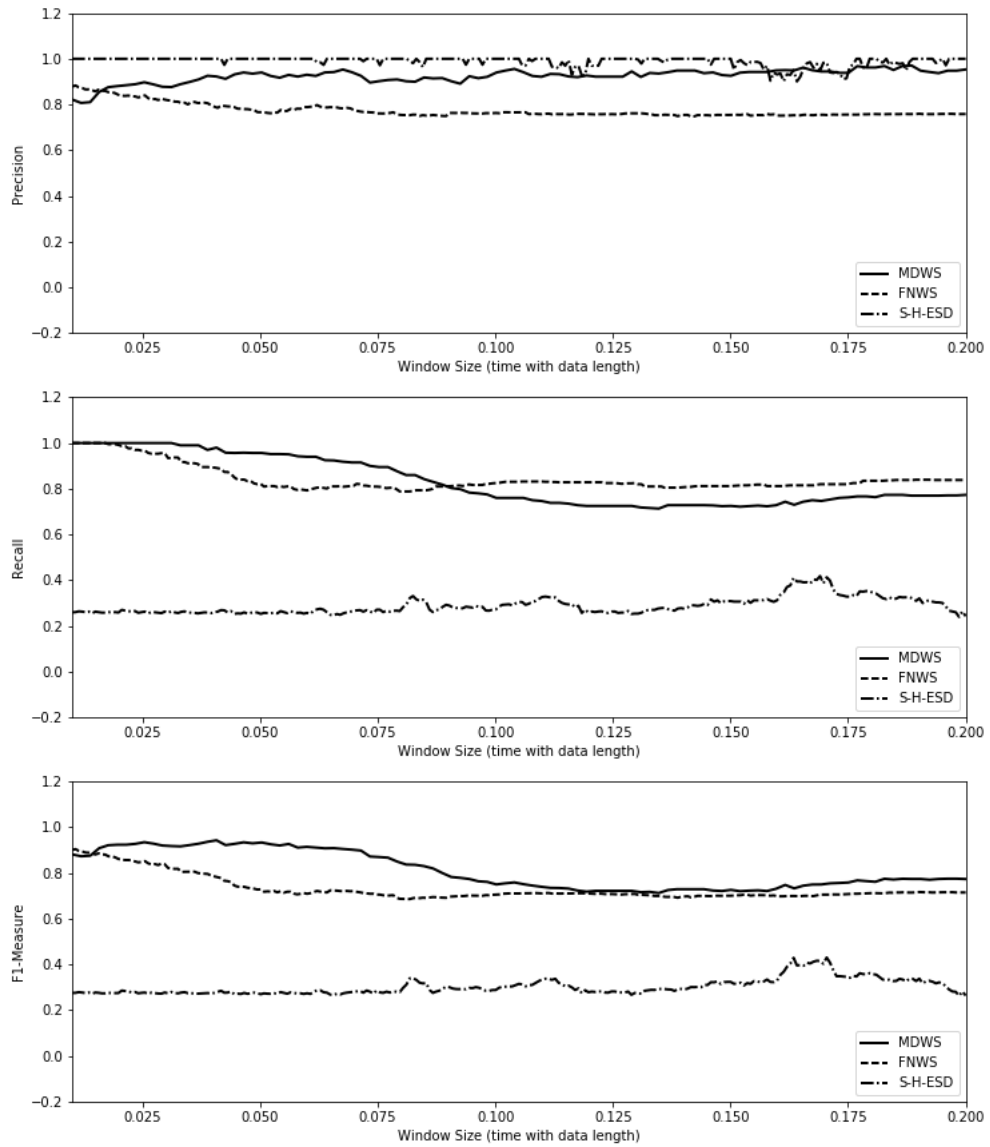 1.2
1.0
0.8
0.6
0.4
0.2
0.0
−0.2
Precision
MDWS
FNWS
S-H-ESD
0.025 0.050 0.075 0.100 0.125 0.150 0.175 0.200
Window Size (time with data length)
1.2
1.0
0.8
0.6
0.4
0.2
0.0
−0.2
Recall
MDWS
FNWS
S-H-ESD
0.025 0.050 0.075 0.100 0.125 0.150 0.175 0.200
Window Size (time with data length)
1.2
1.0
0.8
0.6
0.4
0.2
0.0
−0.2
F1-Measure
MDWS
FNWS
S-H-ESD
0.025 0.050 0.075 0.100 0.125 0.150 0.175 0.200
Window Size (time with data length)